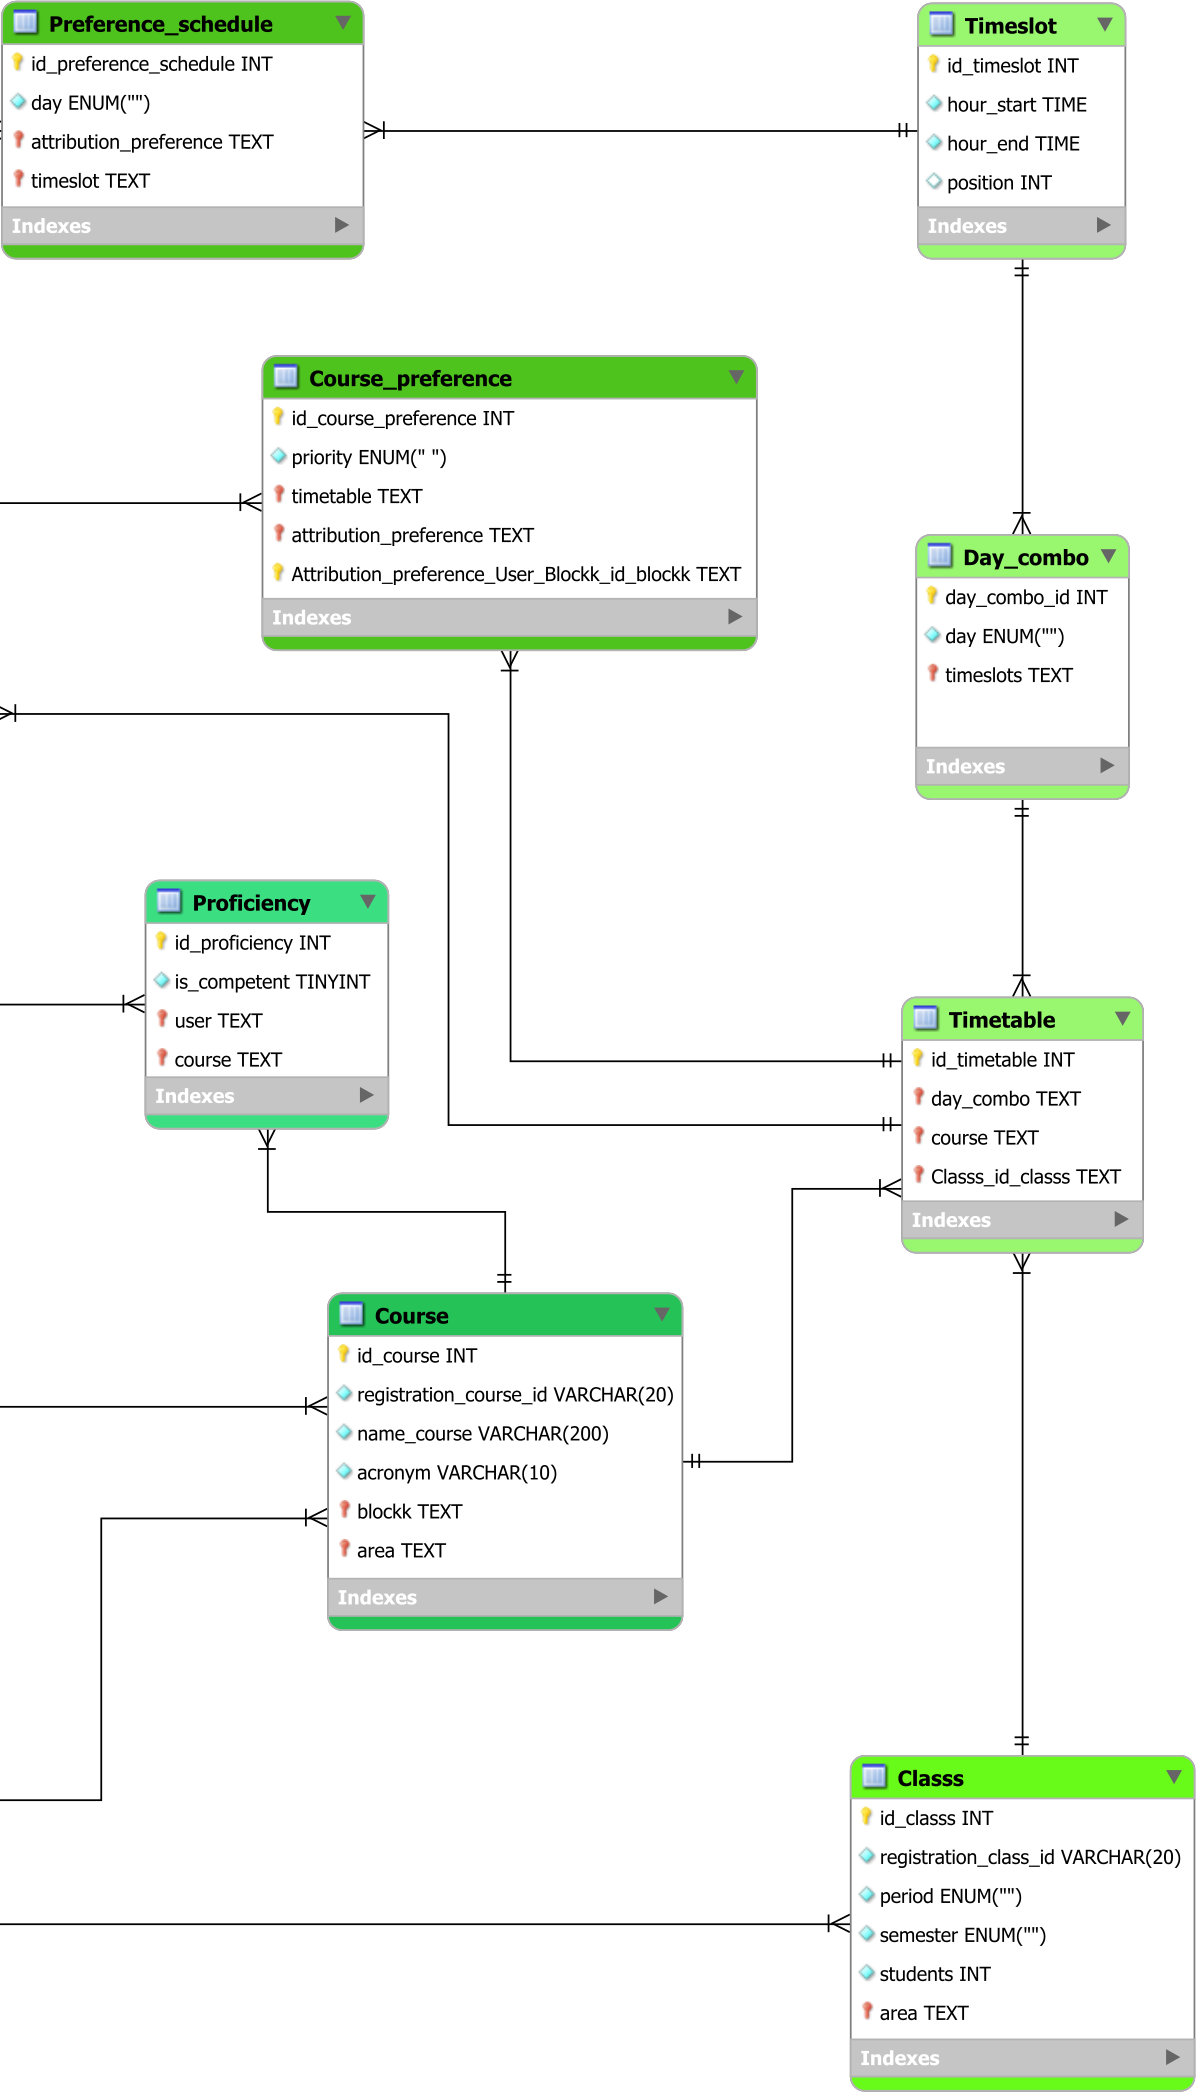 Preference_schedule
id_preference_schedule INT
day ENUM("")
attribution_preference TEXT
timeslot TEXT
Indexes
Timeslot
id_timeslot INT
hour_start TIME
hour_end TIME
position INT
Indexes
Course_preference
id_course_preference INT
priority ENUM(" ")
timetable TEXT
attribution_preference TEXT
Attribution_preference_User_Blockk_id_blockk TEXT
Indexes
Day_combo
day_combo_id INT
day ENUM("")
timeslots TEXT
Indexes
Proficiency
id_proficiency INT
is_competent TINYINT
user TEXT
course TEXT
Indexes
Timetable
id_timetable INT
day_combo TEXT
course TEXT
Classs_id_classs TEXT
Indexes
Course
id_course INT
registration_course_id VARCHAR(20)
name_course VARCHAR(200)
acronym VARCHAR(10)
blockk TEXT
area TEXT
Indexes
Classs
id_classs INT
registration_class_id VARCHAR(20)
period ENUM("")
semester ENUM("")
students INT
area TEXT
Indexes